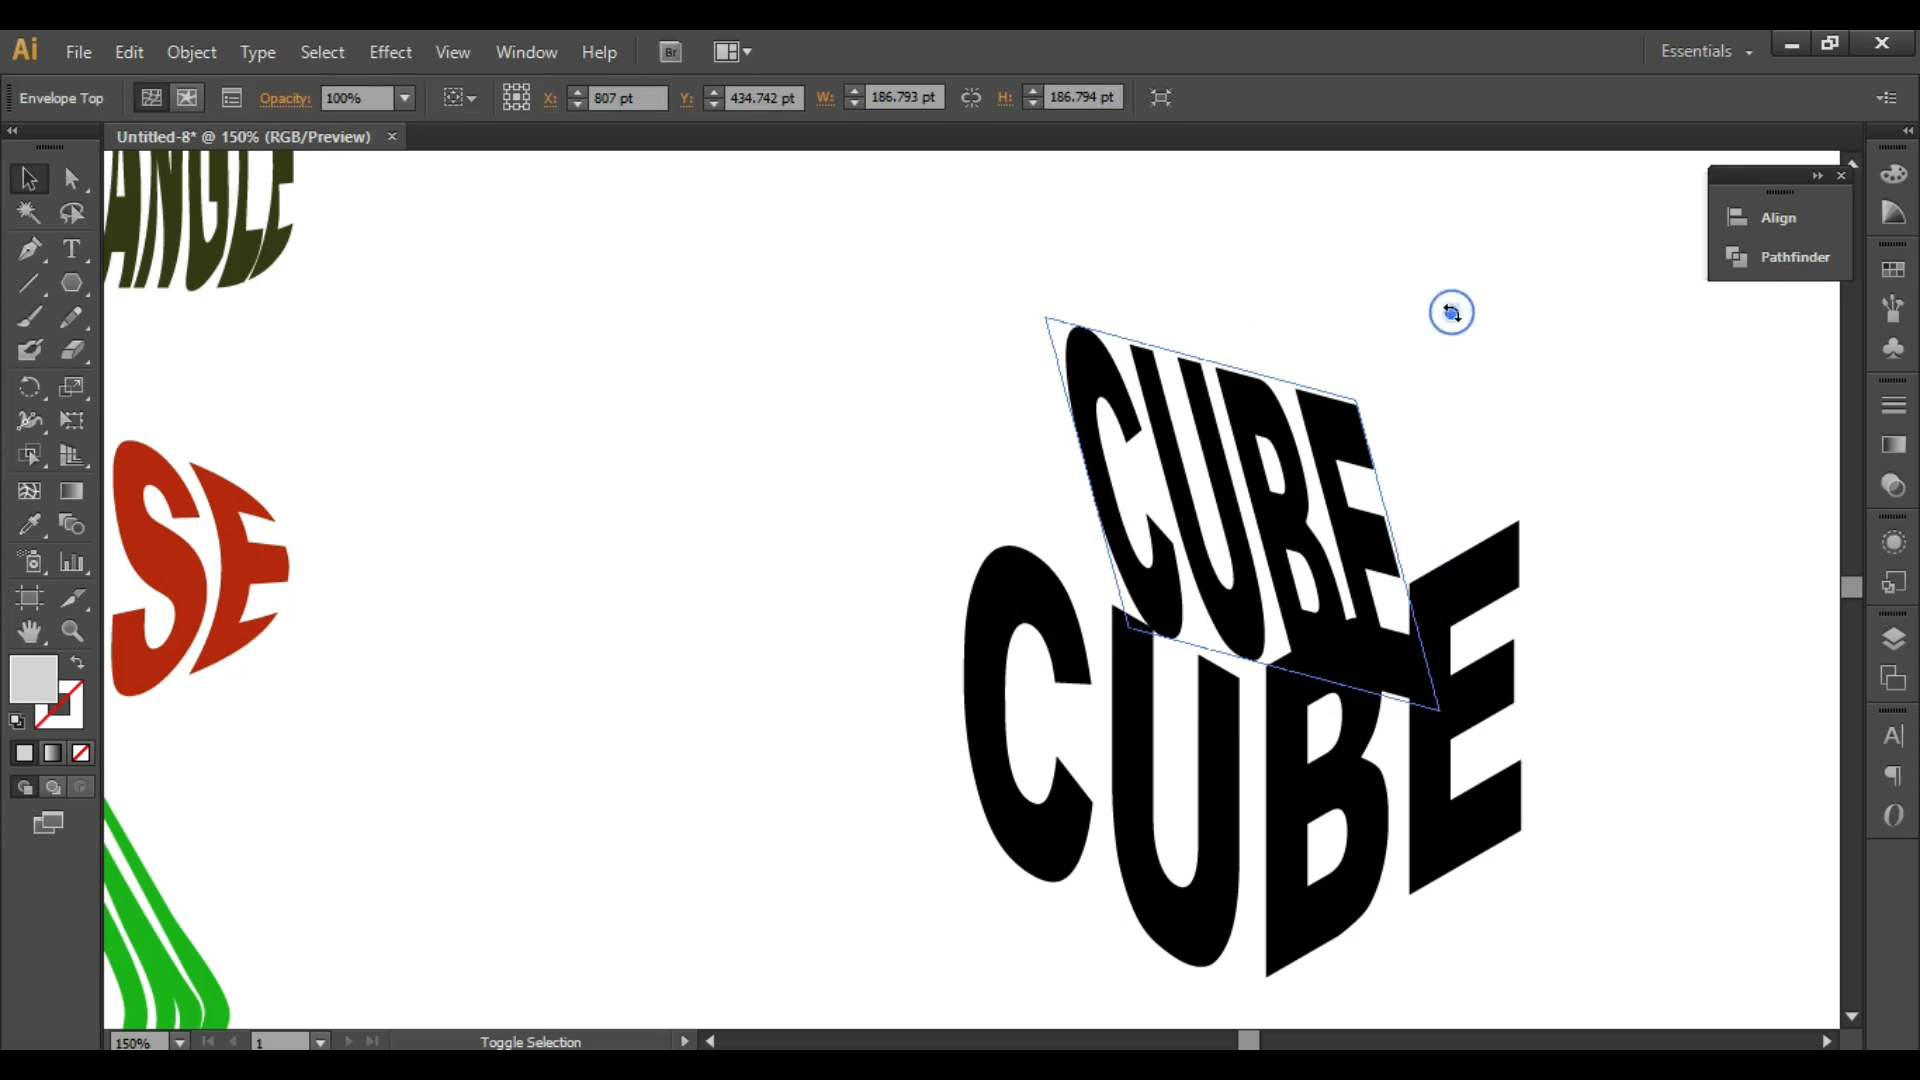 Ai File Edit Object Type Select Effect View Window Help Br Essentials
Envelope Top Opacity: 100% X: 807 pt Y: 434.742 pt W: 186.793 pt H: 186.794 pt
Untitled-8* @ 150% (RGB/Preview)
ANGLE
Align
Pathfinder
CUBE
SE
CUBE
150% 1 Toggle Selection